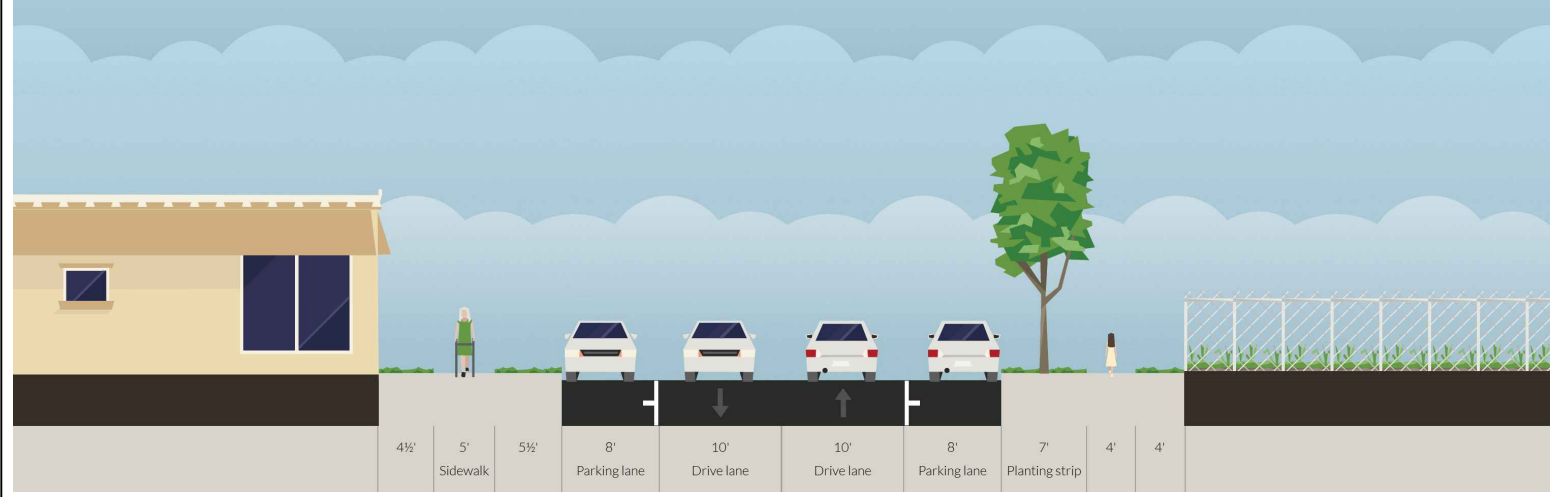 4½'
5'
Sidewalk
5½'
8'
Parking lane
10'
Drive lane
10'
Drive lane
8'
Parking lane
7'
Planting strip
4'
4'